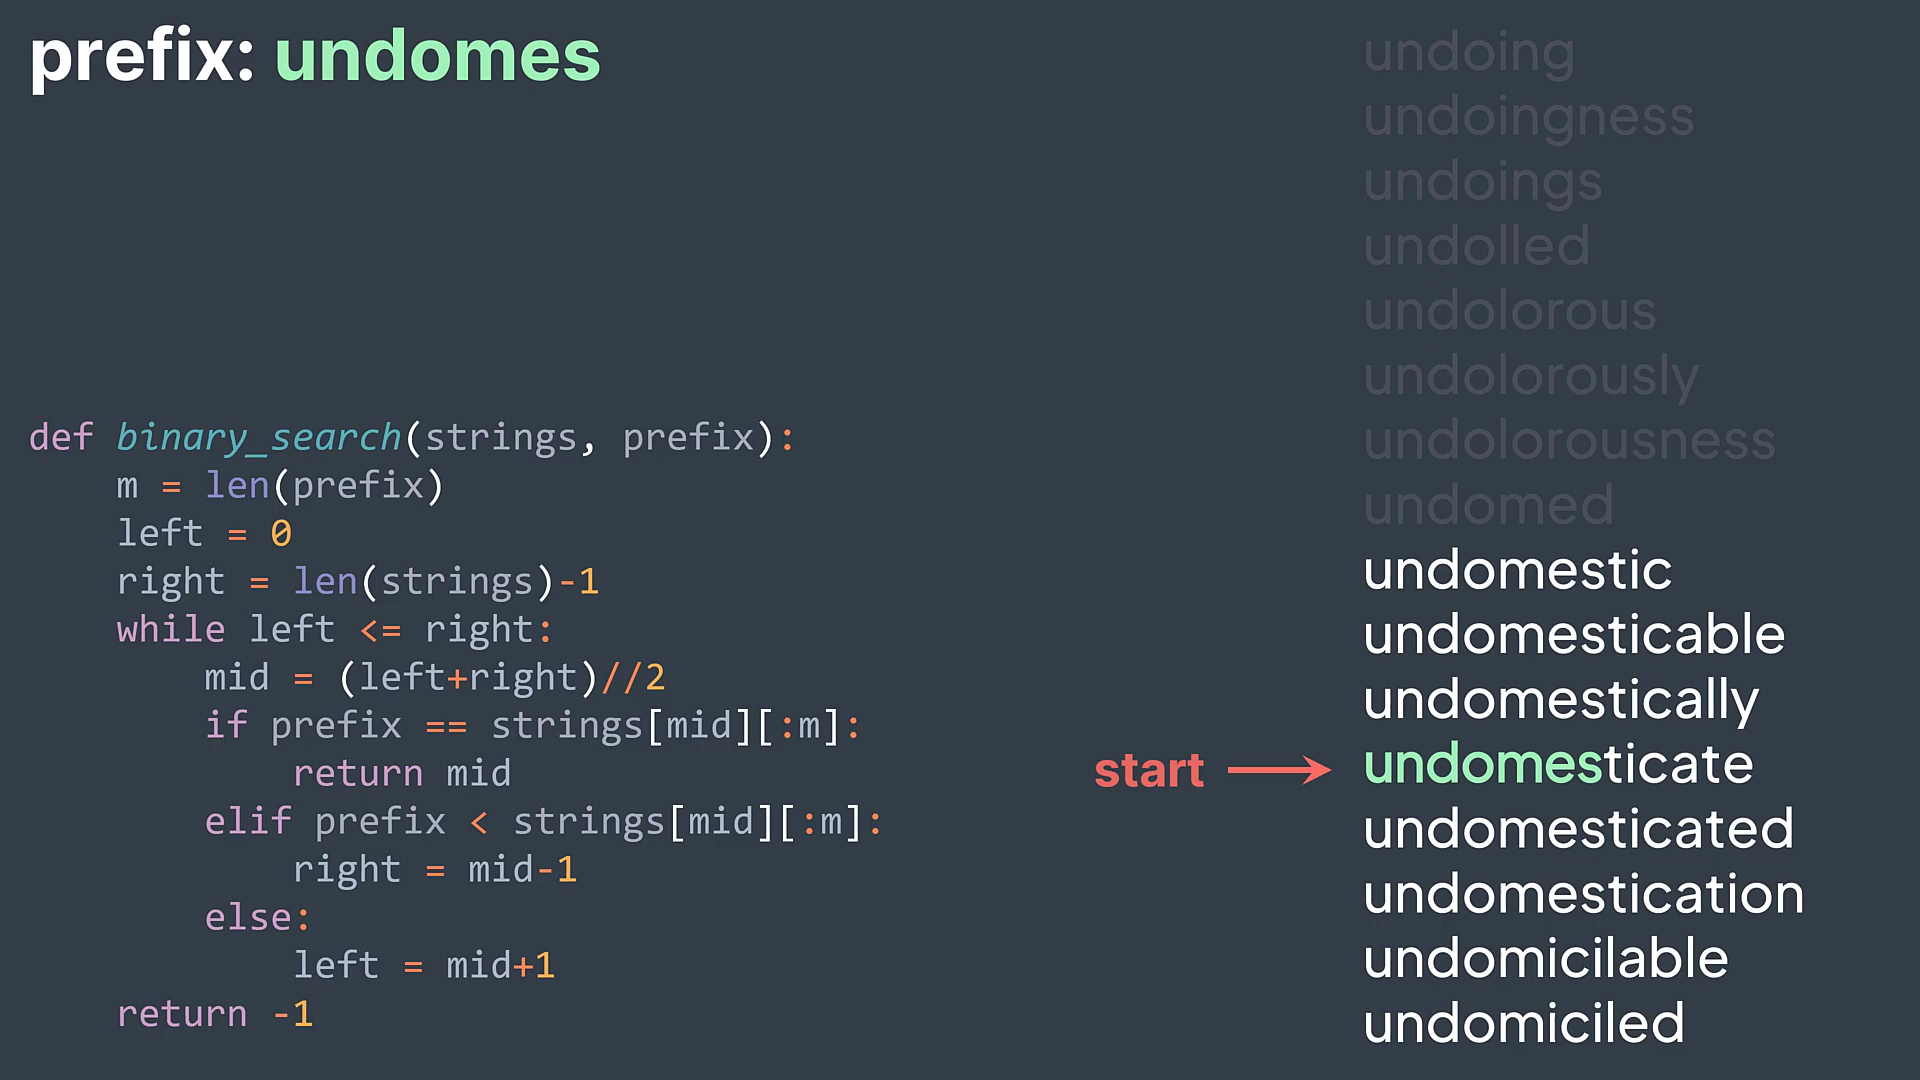 prefix: undomes
def binary_search(strings, prefix):
    m = len(prefix)
    left = 0
    right = len(strings)-1
    while left <= right:
        mid = (left+right)//2
        if prefix == strings[mid][:m]:
            return mid
        elif prefix < strings[mid][:m]:
            right = mid-1
        else:
            left = mid+1
    return -1
start
undoing
undoingness
undoings
undolled
undolorous
undolorously
undolorousness
undomed
undomestic
undomesticable
undomestically
undomesticate
undomesticated
undomestication
undomicilable
undomiciled